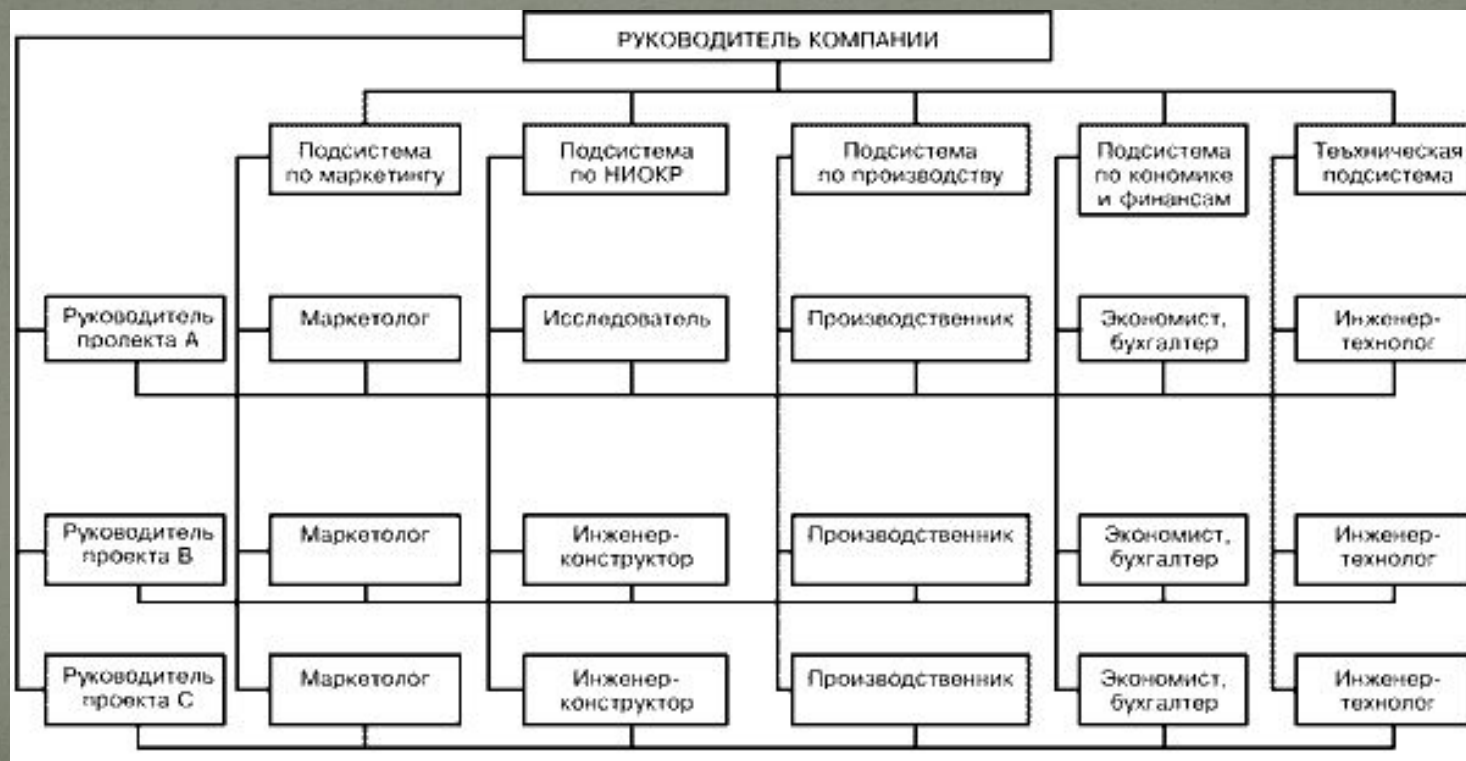 РУКОВОДИТЕЛЬ КОМПАНИИ
Подсистема
по маркетингу
Подсистема
по НИОКР
Подсистема
по производству
Подсистема
по кономике
и финансам
Теъхническая
подсистема
Руководитель
пролекта А
Маркетолог
Исследователь
Производственник
Экономист,
бухгалтер
Инженер-
технолог
Руководитель
проекта В
Маркетолог
Инженер-
конструктор
Производственник
Экономист,
бухгалтер
Инженер-
технолог
Руководитель
проекта С
Маркетолог
Инженер-
конструктор
Производственник
Экономист,
бухгалтер
Инженер-
технолог